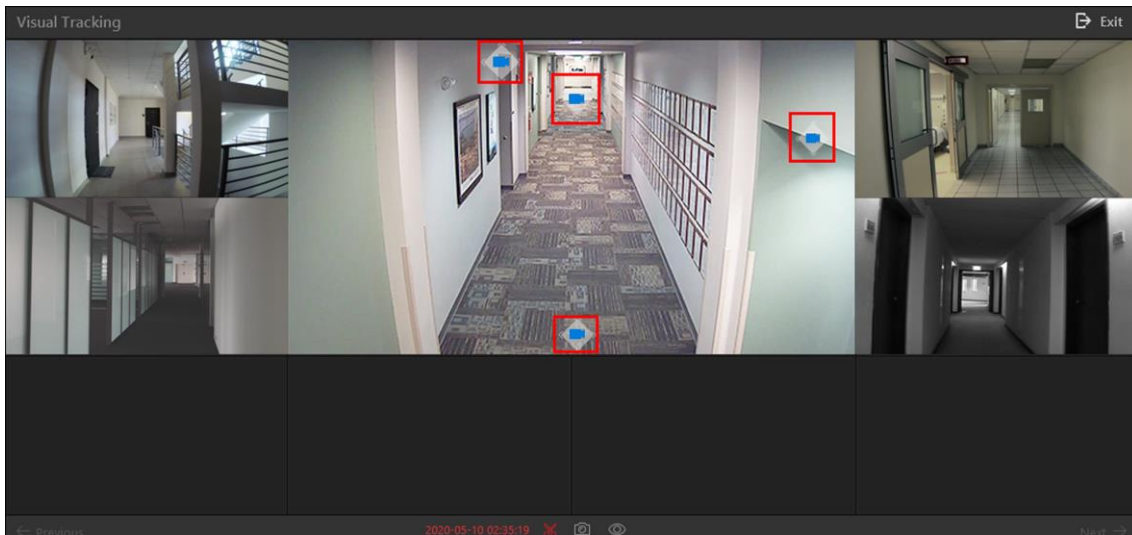 Visual Tracking
Exit
← Previous
2020-05-10 02:35:19
Next →